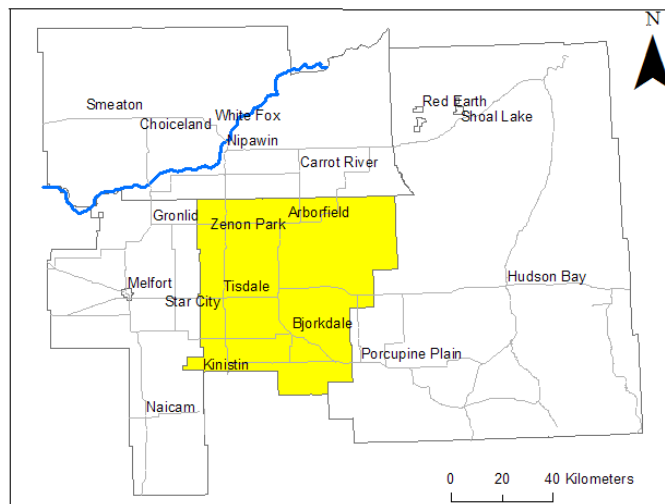 N
Smeaton
Choiceland
White Fox
Nipawin
Red Earth
Shoal Lake
Carrot River
Gronlid
Zenon Park
Arborfield
Melfort
Star City
Tisdale
Hudson Bay
Bjorkdale
Kinistin
Porcupine Plain
Naicam
0 20 40 Kilometers